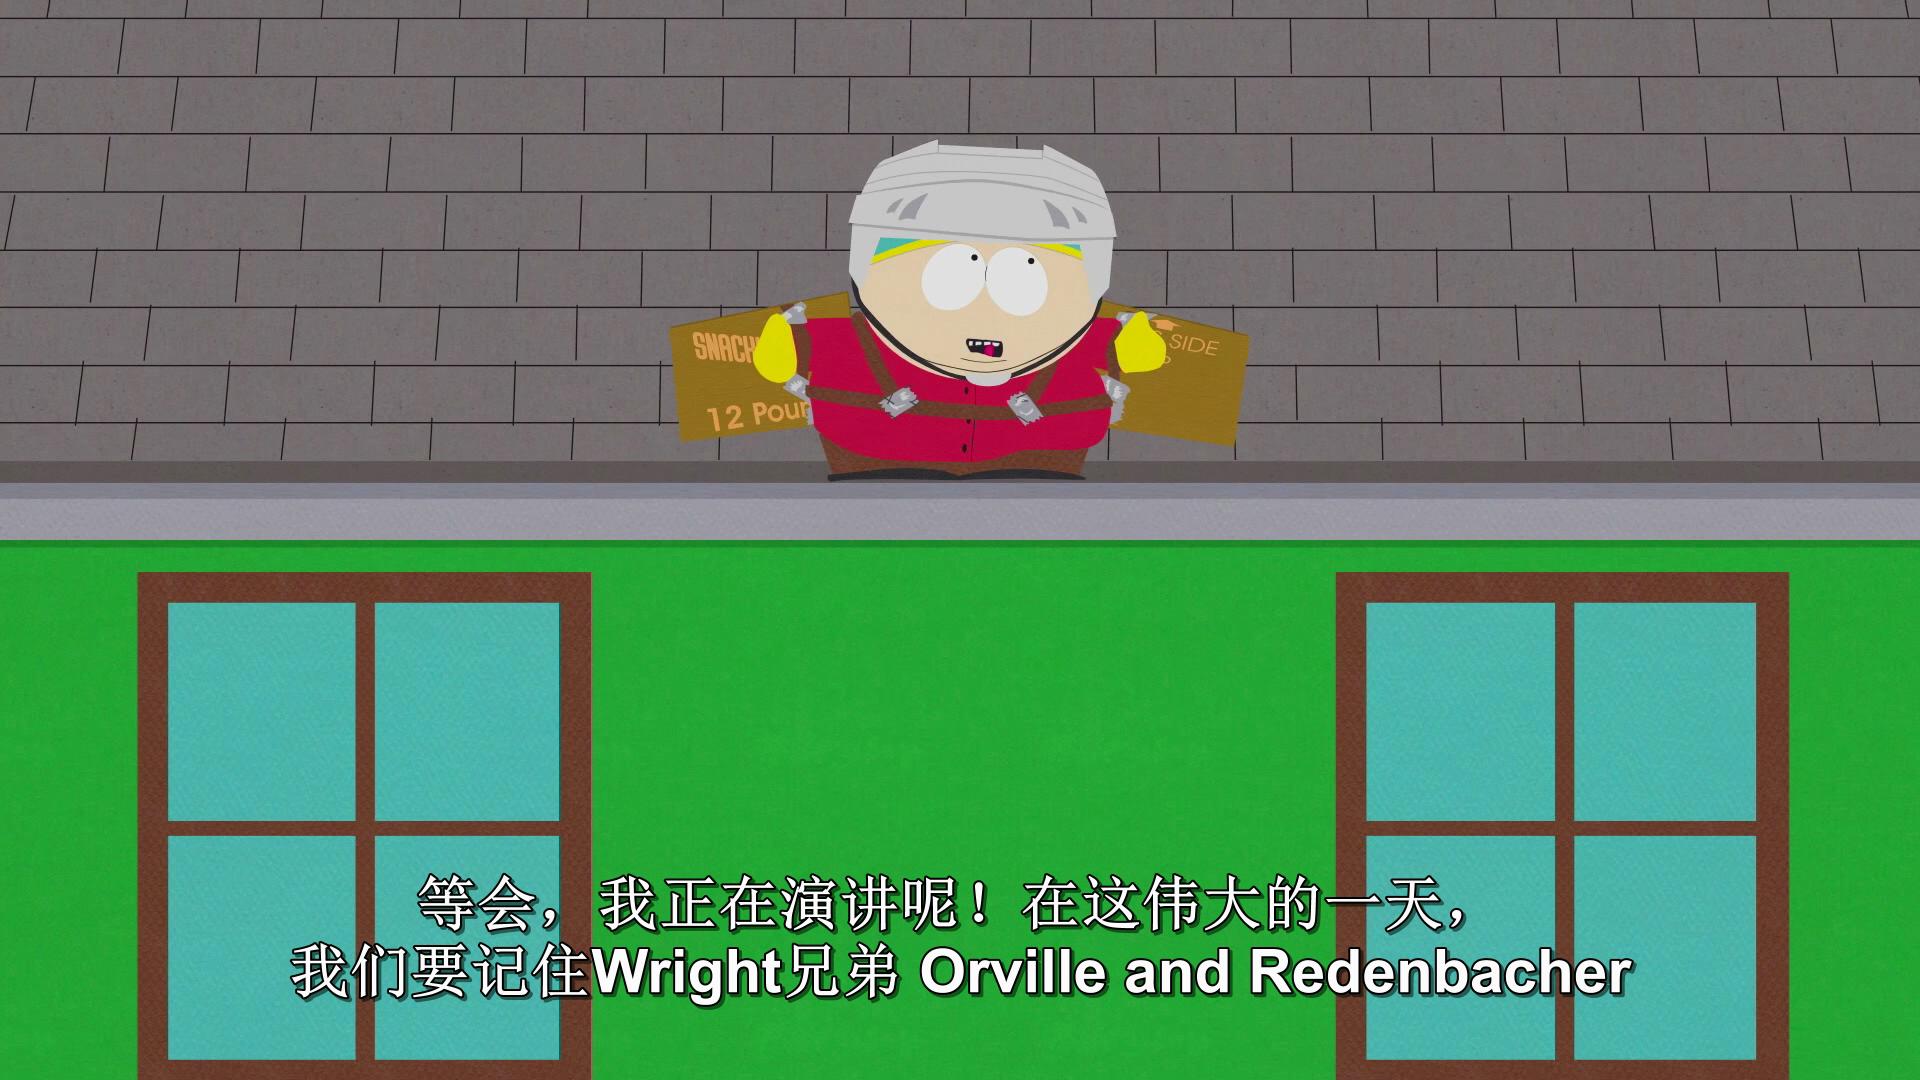 SNACK
12 Pour
SIDE
等会，我正在演讲呢！在这伟大的一天，
我们要记住Wright兄弟 Orville and Redenbacher